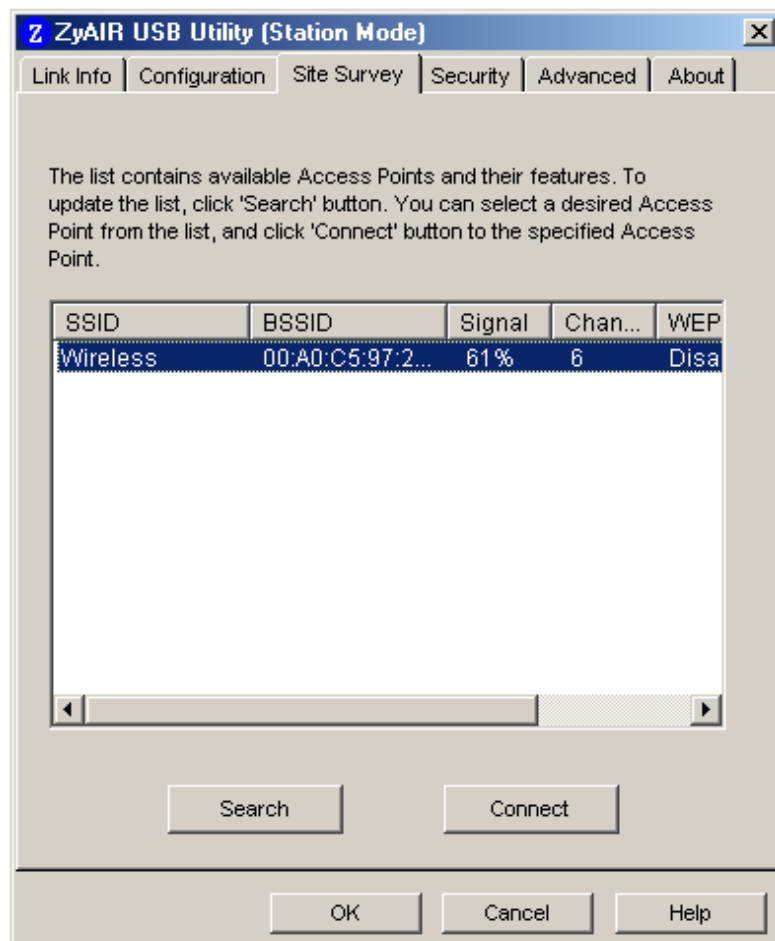 Z ZyAIR USB Utility (Station Mode)
Link Info Configuration Site Survey Security Advanced About
The list contains available Access Points and their features. To
update the list, click 'Search' button. You can select a desired Access
Point from the list, and click 'Connect' button to the specified Access
Point.
SSID BSSID Signal Chan... WEP
Wireless 00:A0:C5:97:2... 61% 6 Disa
Search Connect
OK Cancel Help